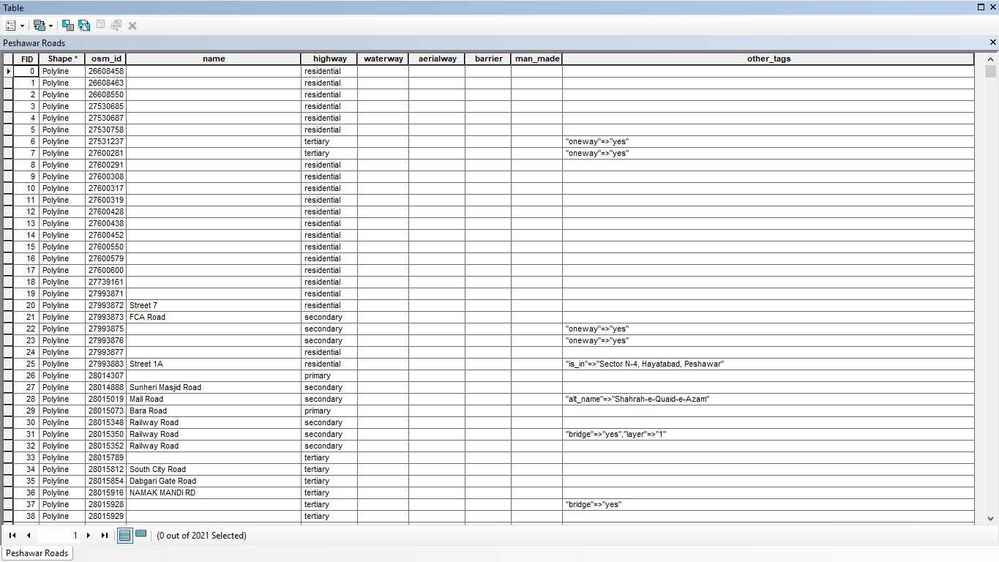 Table
Peshawar Roads
FID Shape * osm_id name highway waterway aerialway barrier man_made other_tags
0 Polyline 26608458 residential
1 Polyline 26608463 residential
2 Polyline 26608550 residential
3 Polyline 27530685 residential
4 Polyline 27530687 residential
5 Polyline 27530758 residential
6 Polyline 27531237 tertiary "oneway"=>"yes"
7 Polyline 27600281 tertiary "oneway"=>"yes"
8 Polyline 27600291 residential
9 Polyline 27600308 residential
10 Polyline 27600317 residential
11 Polyline 27600319 residential
12 Polyline 27600428 residential
13 Polyline 27600438 residential
14 Polyline 27600452 residential
15 Polyline 27600550 residential
16 Polyline 27600579 residential
17 Polyline 27600600 residential
18 Polyline 27739161 residential
19 Polyline 27993871 residential
20 Polyline 27993872 Street 7 residential
21 Polyline 27993873 FCA Road secondary
22 Polyline 27993875 secondary "oneway"=>"yes"
23 Polyline 27993876 secondary "oneway"=>"yes"
24 Polyline 27993877 residential
25 Polyline 27993883 Street 1A residential "is_in"=>"Sector N-4, Hayatabad, Peshawar"
26 Polyline 28014307 primary
27 Polyline 28014888 Sunheri Masjid Road secondary
28 Polyline 28015019 Mall Road secondary "alt_name"=>"Shahrah-e-Quaid-e-Azam"
29 Polyline 28015073 Bara Road primary
30 Polyline 28015348 Railway Road secondary
31 Polyline 28015350 Railway Road secondary "bridge"=>"yes","layer"=>"1"
32 Polyline 28015352 Railway Road secondary
33 Polyline 28015789 tertiary
34 Polyline 28015812 South City Road tertiary
35 Polyline 28015854 Dabgari Gate Road tertiary
36 Polyline 28015916 NAMAK MANDI RD tertiary
37 Polyline 28015928 tertiary "bridge"=>"yes"
38 Polyline 28015929 tertiary
1 (0 out of 2021 Selected)
Peshawar Roads